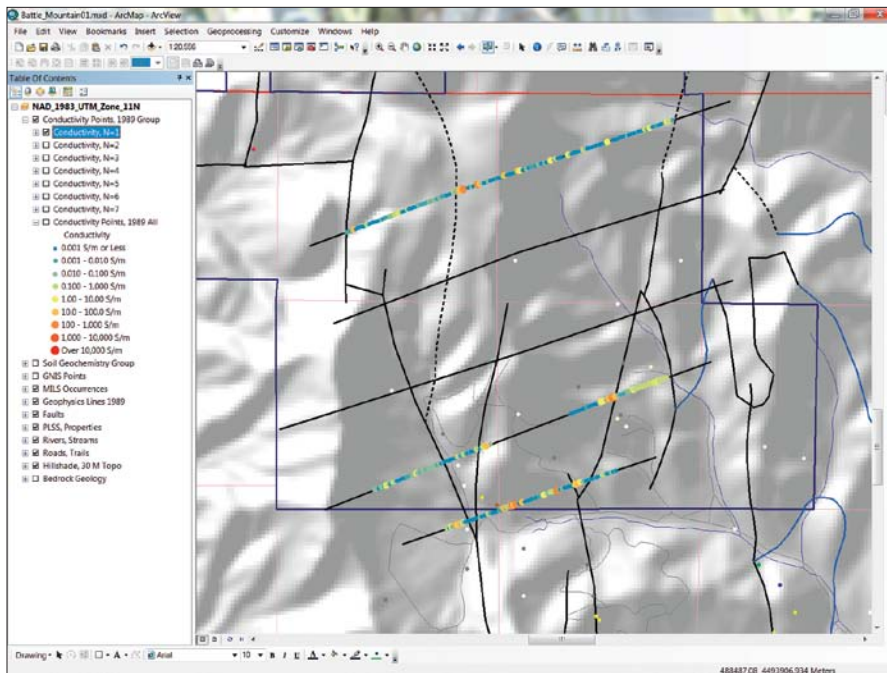 Battle_Mountain01.mxd - ArcMap - ArcView
File Edit View Bookmarks Insert Selection Geoprocessing Customize Windows Help
Table Of Contents
NAD_1983_UTM_Zone_11N
Conductivity Points, 1989 Group
Conductivity, N=1
Conductivity, N=2
Conductivity, N=3
Conductivity, N=4
Conductivity, N=5
Conductivity, N=6
Conductivity, N=7
Conductivity Points, 1989 All
Conductivity
0.001 S/m or Less
0.001 - 0.010 S/m
0.010 - 0.100 S/m
0.100 - 1.000 S/m
1.00 - 10.00 S/m
10.0 - 100.0 S/m
100 - 1,000 S/m
1,000 - 10,000 S/m
Over 10,000 S/m
Soil Geochemistry Group
GNIS Points
MILS Occurrences
Geophysics Lines 1989
Faults
PLSS, Properties
Rivers, Streams
Roads, Trails
Hillshade, 30 M Topo
Bedrock Geology
Drawing Arial 10 B I U A
488487.08 4493906.934 Meters